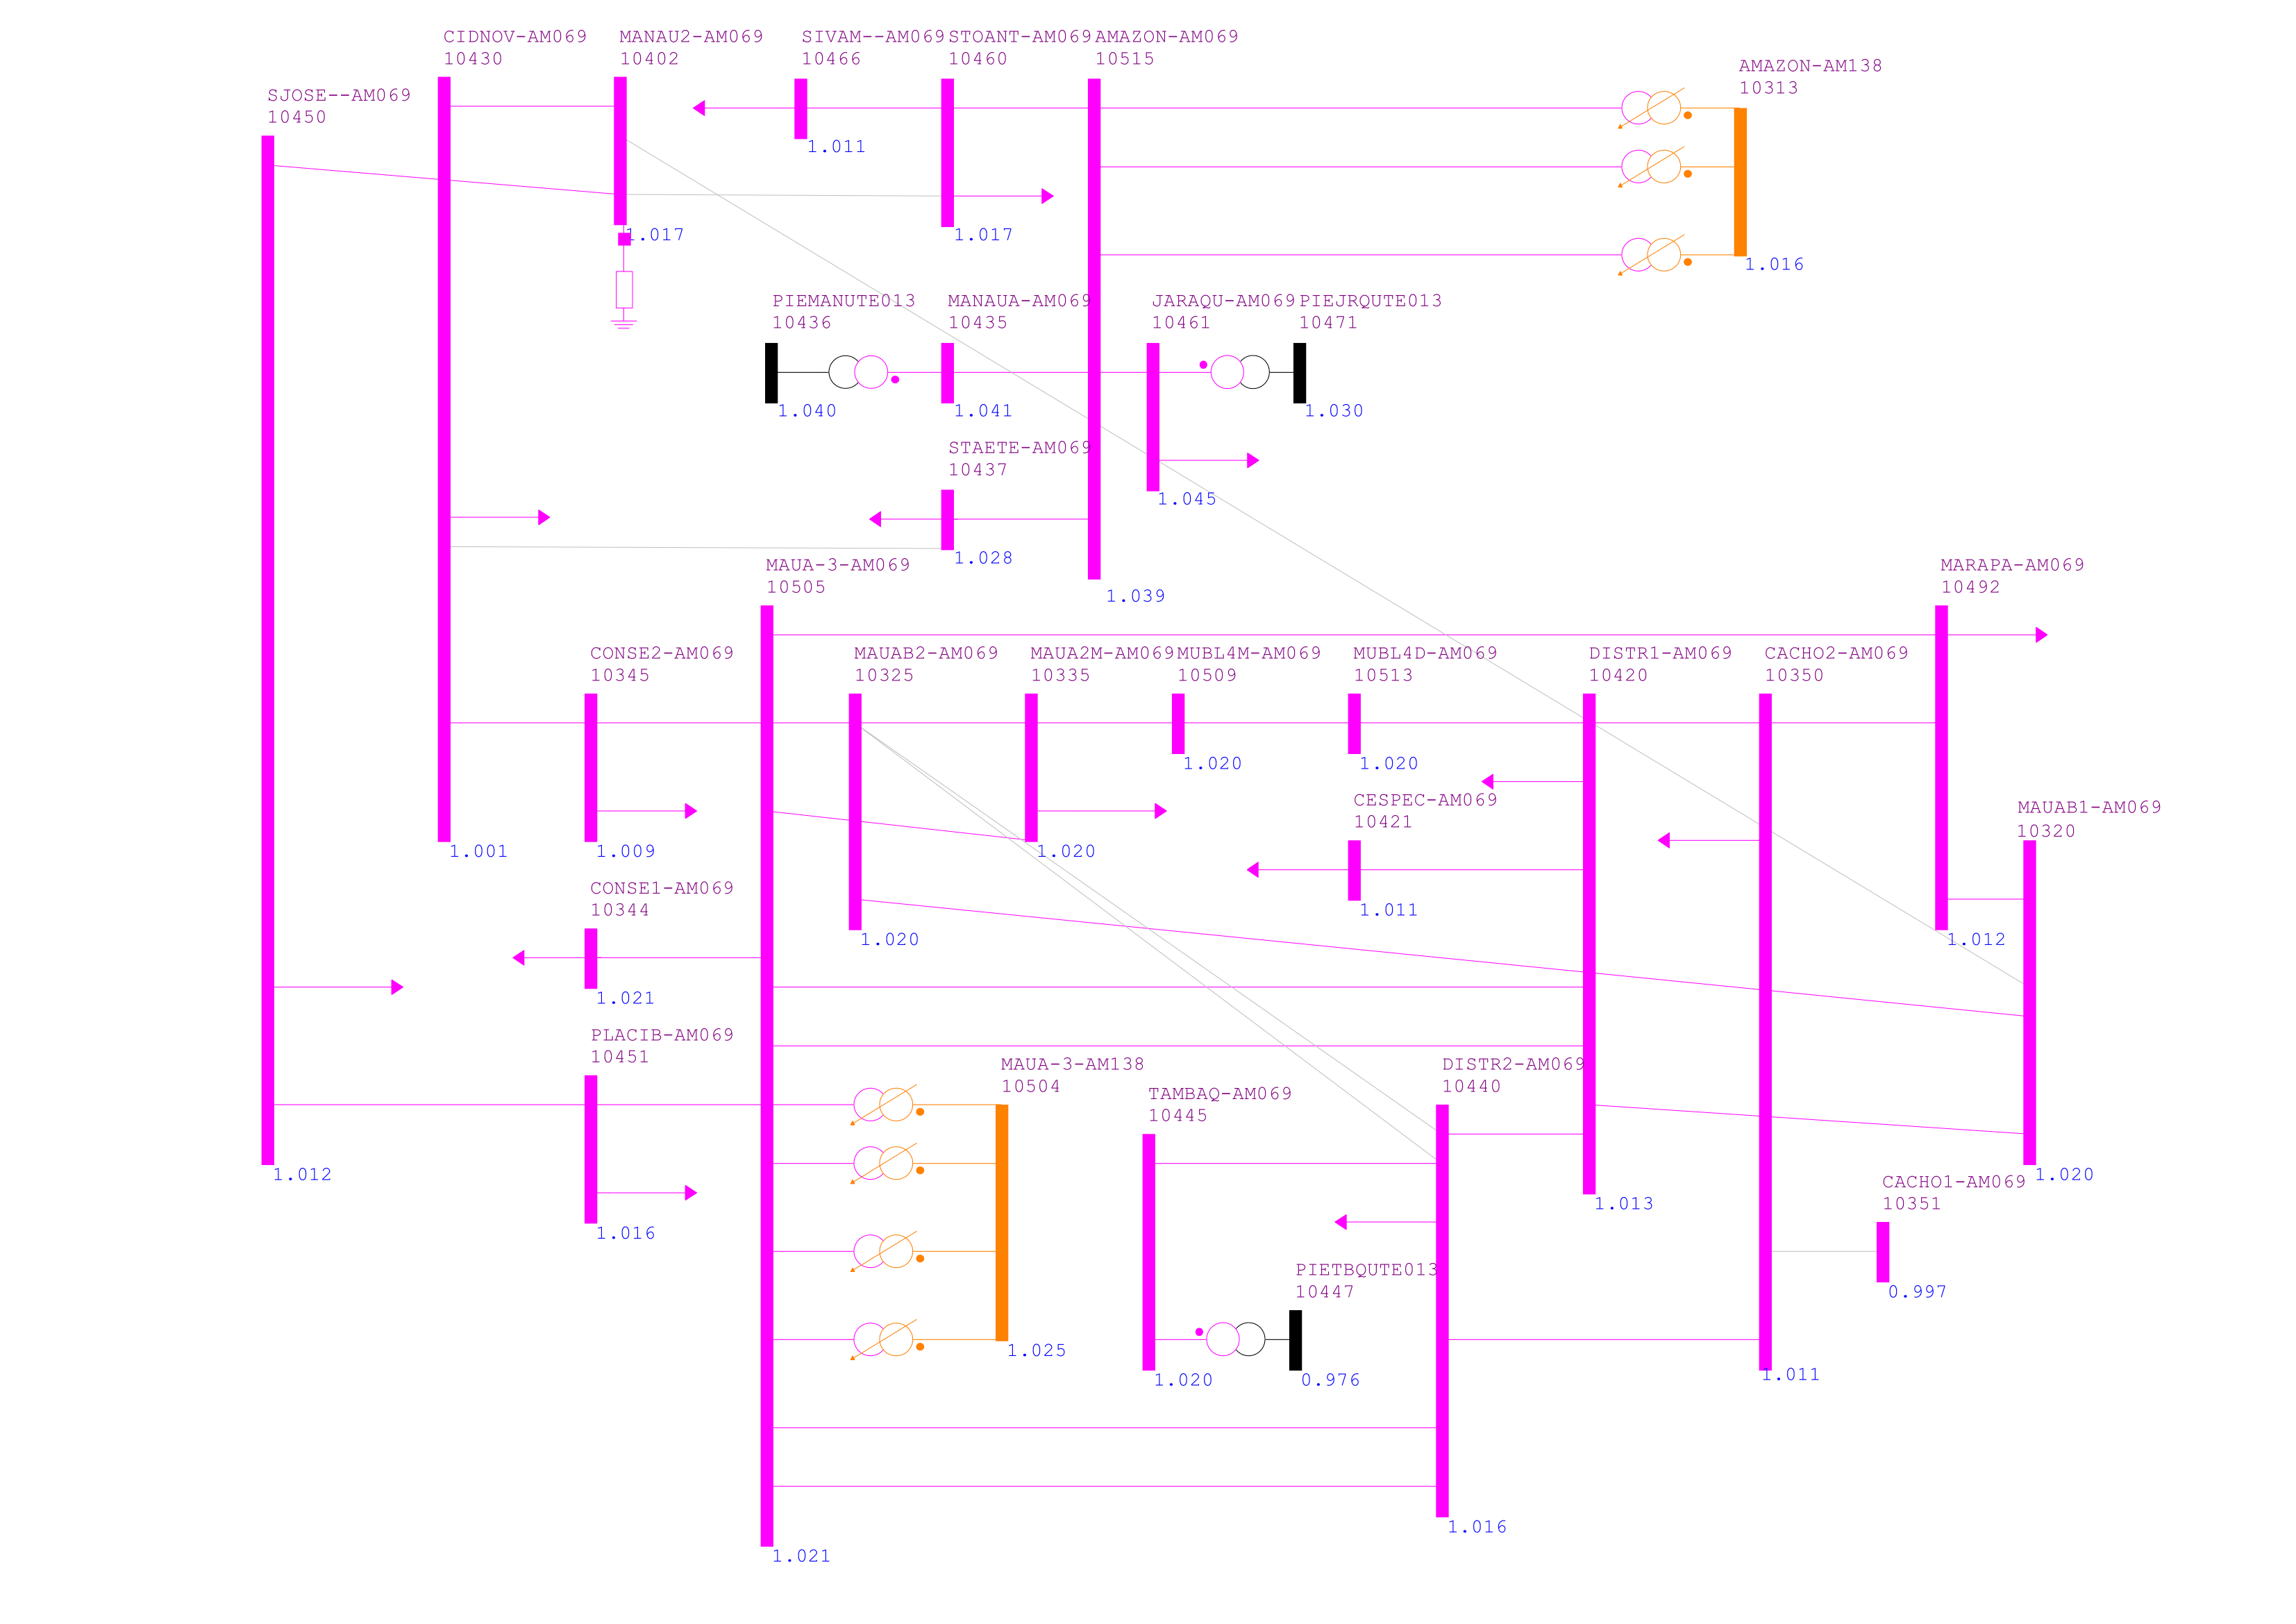 CIDNOV-AM069
10430
MANAU2-AM069
10402
SIVAM--AM069
10466
STOANT-AM069
10460
AMAZON-AM069
10515
AMAZON-AM138
10313
SJOSE--AM069
10450
1.011
1.017
1.017
1.016
PIEMANUTE013
10436
MANAUA-AM069
10435
JARAQU-AM069
10461
PIEJRQUTE013
10471
1.040
1.041
1.030
STAETE-AM069
10437
1.045
1.028
MAUA-3-AM069
10505
1.039
MARAPA-AM069
10492
CONSE2-AM069
10345
MAUAB2-AM069
10325
MAUA2M-AM069
10335
MUBL4M-AM069
10509
MUBL4D-AM069
10513
DISTR1-AM069
10420
CACHO2-AM069
10350
1.020
1.020
CESPEC-AM069
10421
MAUAB1-AM069
10320
1.001
1.009
1.020
CONSE1-AM069
10344
1.011
1.020
1.012
1.021
PLACIB-AM069
10451
MAUA-3-AM138
10504
TAMBAQ-AM069
10445
DISTR2-AM069
10440
1.012
1.020
CACHO1-AM069
10351
1.013
1.016
PIETBQUTE013
10447
0.997
1.025
1.020
0.976
1.011
1.016
1.021